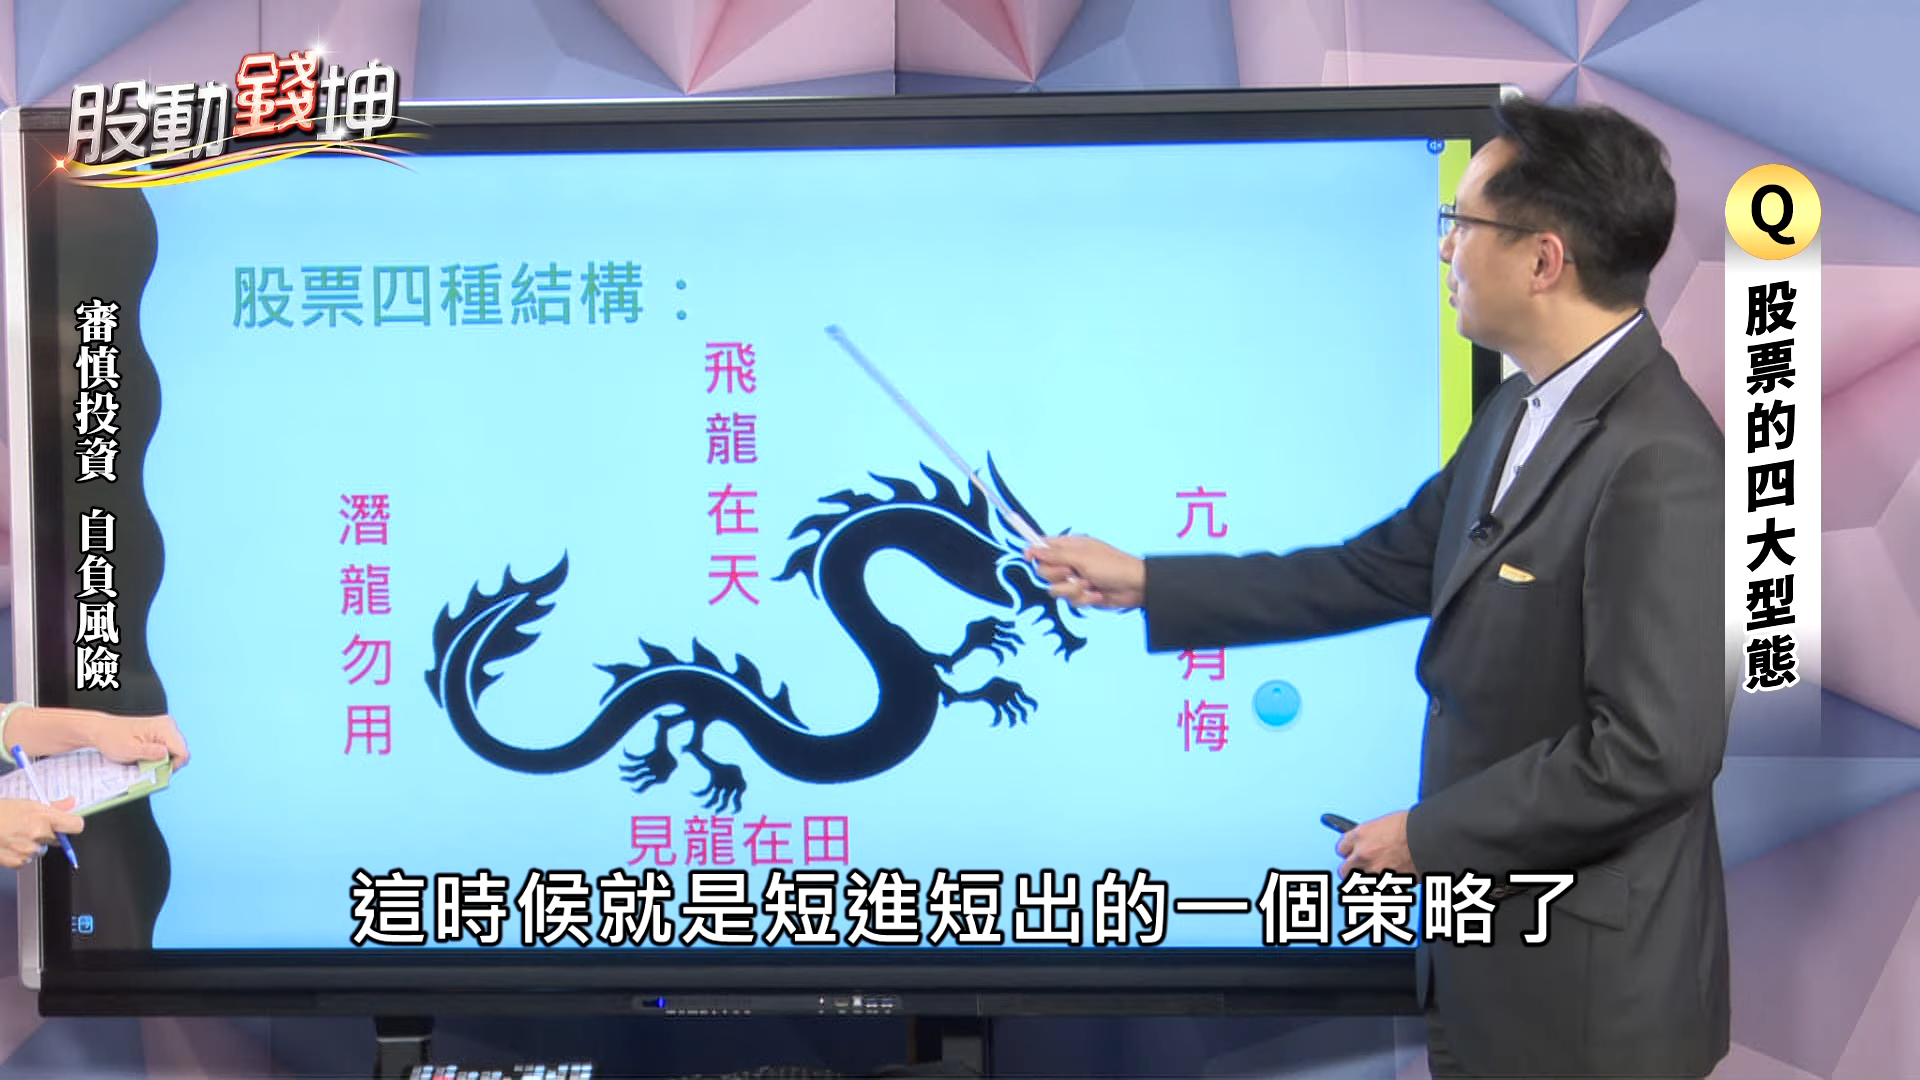 股動錢坤
審慎投資 自負風險
股票四種結構：
潛龍勿用
飛龍在天
見龍在田
亢 有悔
Q
股票的四大型態
這時候就是短進短出的一個策略了